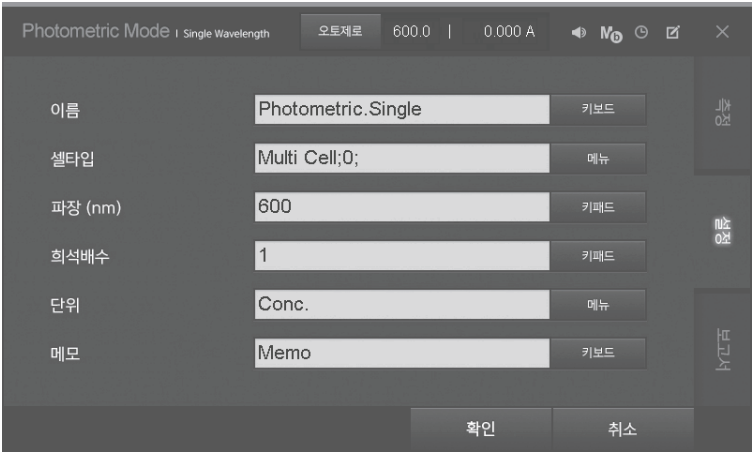 Photometric Mode | Single Wavelength 오토제로 600.0 | 0.000 A
이름 Photometric.Single 키보드
측정
셀타입 Multi Cell;0; 메뉴
파장 (nm) 600 키패드
설정
희석배수 1 키패드
단위 Conc. 메뉴
메모 Memo 키보드
보고서
확인 취소